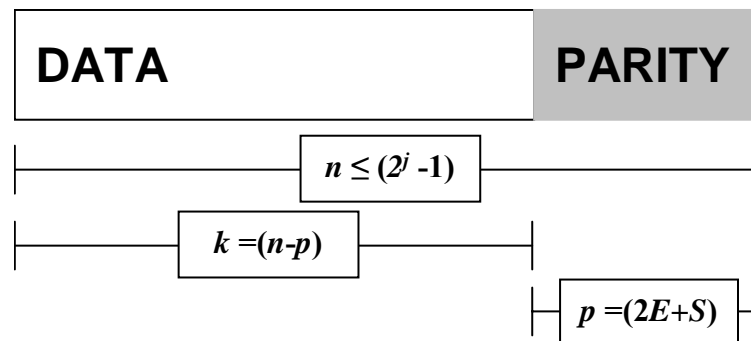 DATA PARITY
n ≤ (2^j -1)
k =(n-p)
p =(2E+S)